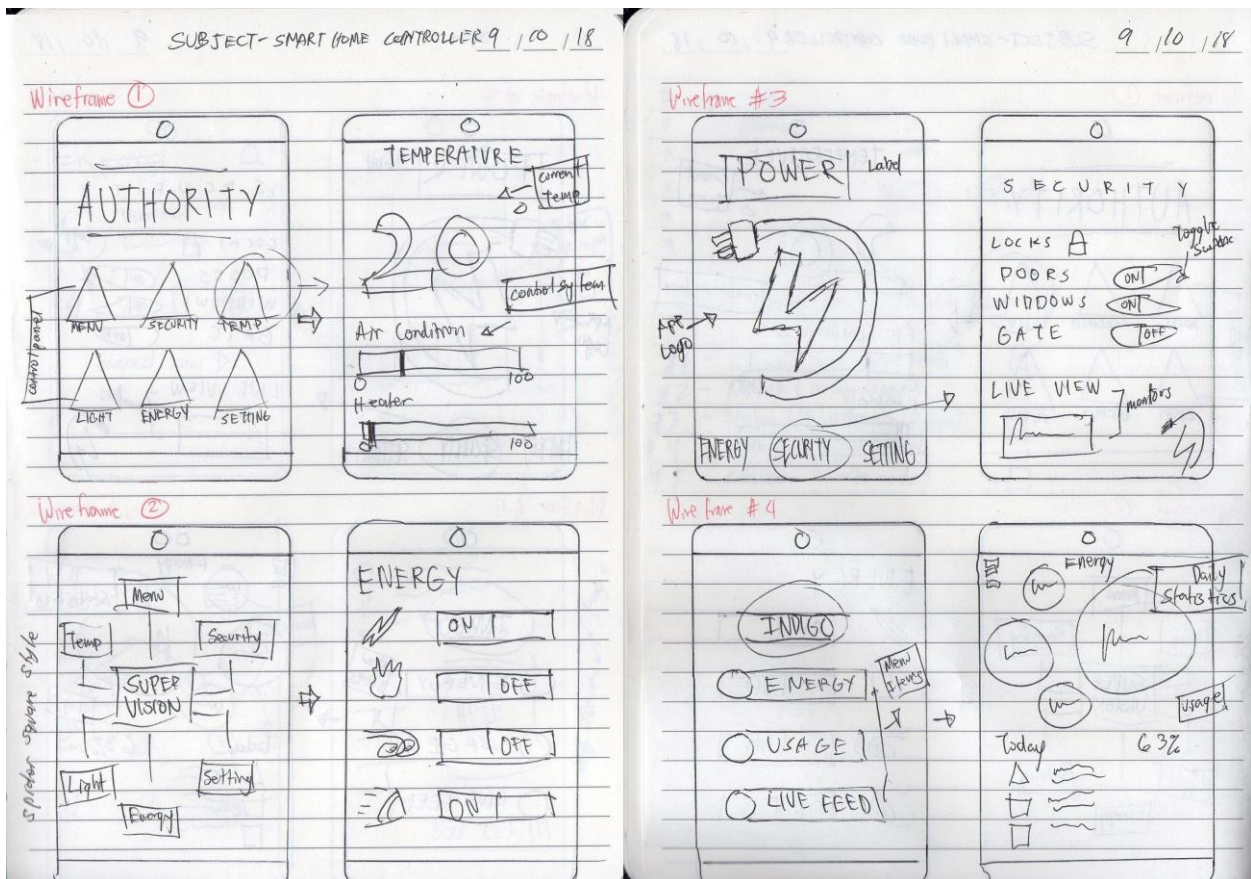 SUBJECT-SMART HOME CONTROLLER 9/10/18
Wireframe ①
AUTHORITY
control panel
MENU SECURITY TEMP
LIGHT ENERGY SETTING
TEMPERATURE
current
temp
20
control system
Air Condition
0 100
Heater
0 100
Wireframe ②
Menu
Temp Security
SUPER
VISION
Light Setting
Energy
square style
ENERGY
ON
OFF
OFF
ON
9/10/18
Wireframe #3
POWER Label
APP
Logo
ENERGY SECURITY SETTING
SECURITY
LOCKS
Toggle
DOORS ON
WINDOWS ON
GATE OFF
LIVE VIEW
monitors
Wireframe #4
INDIGO
Menu
Items
ENERGY
USAGE
LIVE FEED
Energy
Daily
Statistics
Usage
Today 63%